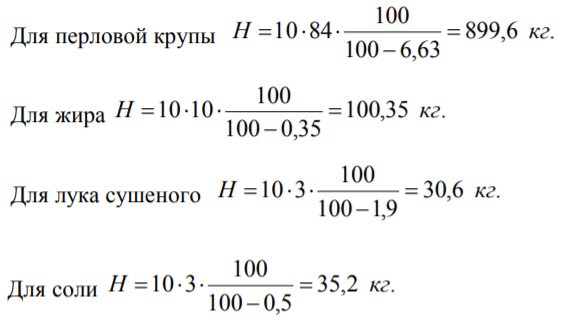 Для перловой крупы H = 10 · 84 · 100 / (100 − 6,63) = 899,6 кг.
Для жира H = 10 · 10 · 100 / (100 − 0,35) = 100,35 кг.
Для лука сушеного H = 10 · 3 · 100 / (100 − 1,9) = 30,6 кг.
Для соли H = 10 · 3 · 100 / (100 − 0,5) = 35,2 кг.